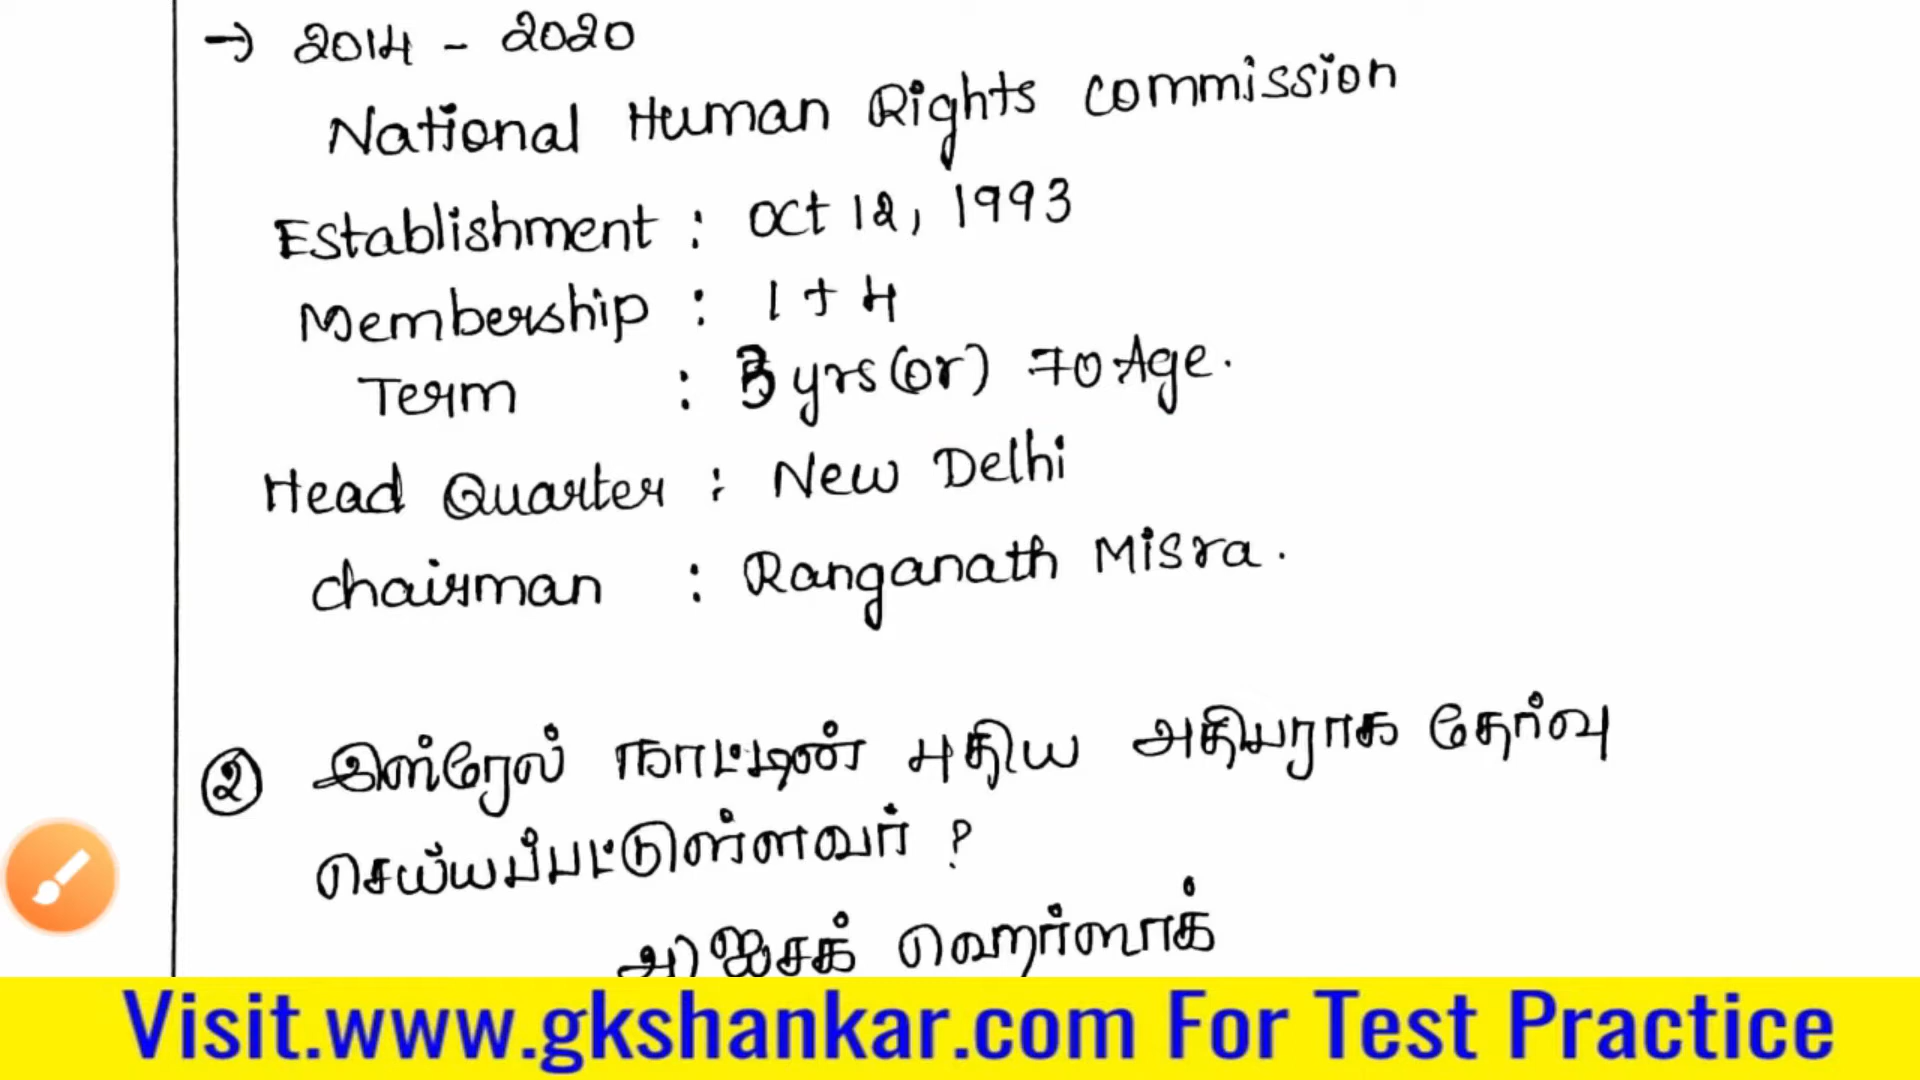 → 2014 - 2020
National Human Rights Commission
Establishment : Oct 12, 1993
Membership : 1 + 4
Term : 3 yrs (or) 70 Age.
Head Quarter : New Delhi
Chairman : Ranganath Misra.
② இஸ்ரேல் நாட்டின் புதிய அதிபராக தேர்வு
செய்யப்பட்டுள்ளவர் ?
அ) ஐசக் ஹெர்ஸாக்
Visit.www.gkshankar.com For Test Practice